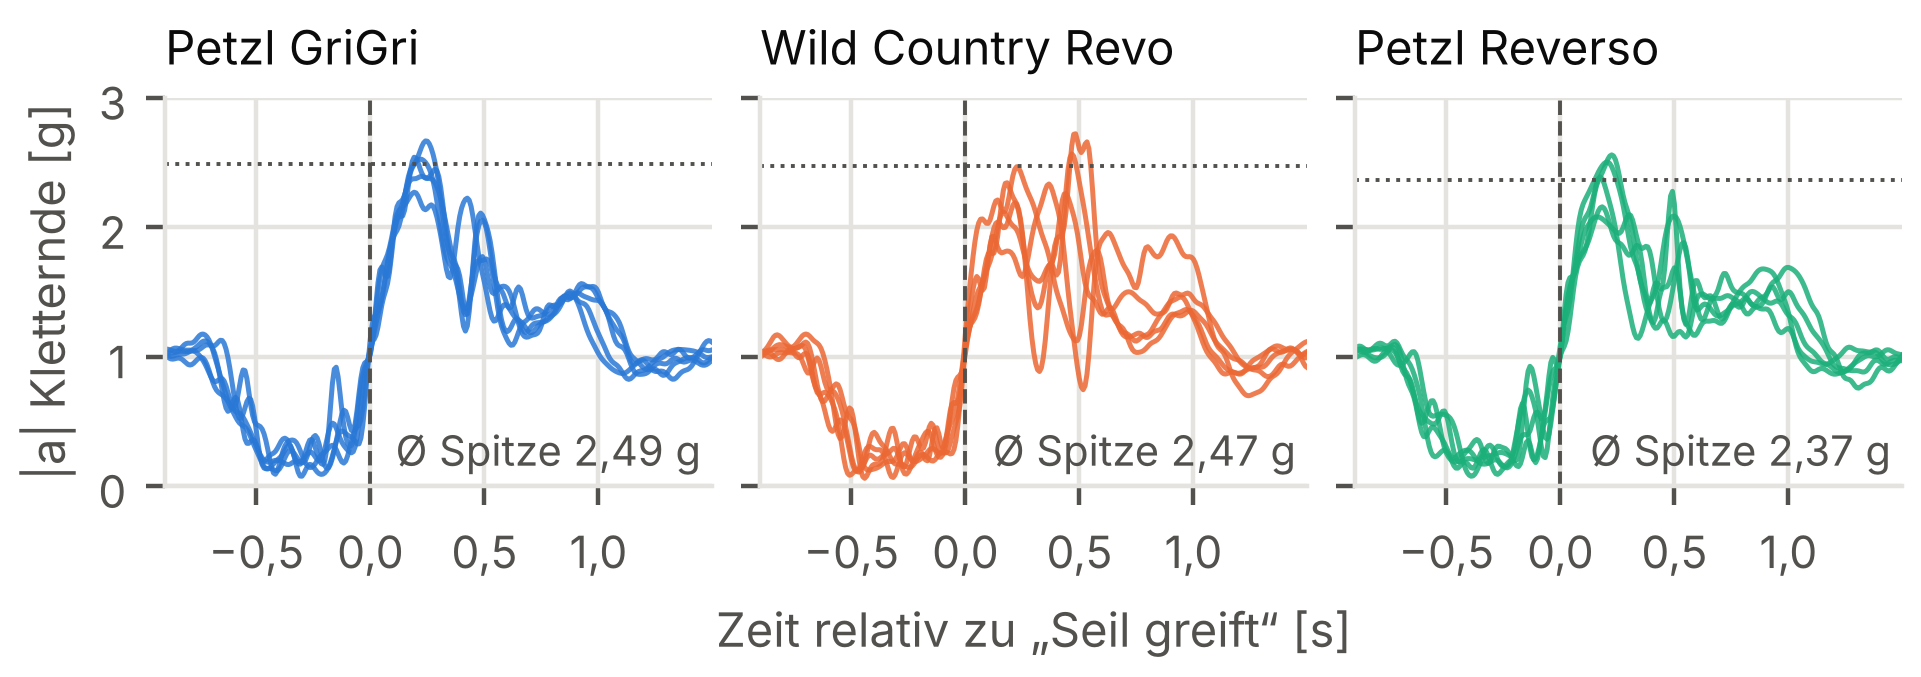 Petzl GriGri
Wild Country Revo
Petzl Reverso
|a| Kletternde [g]
3
2
1
0
Ø Spitze 2,49 g
Ø Spitze 2,47 g
Ø Spitze 2,37 g
−0,5 0,0 0,5 1,0
−0,5 0,0 0,5 1,0
−0,5 0,0 0,5 1,0
Zeit relativ zu „Seil greift“ [s]